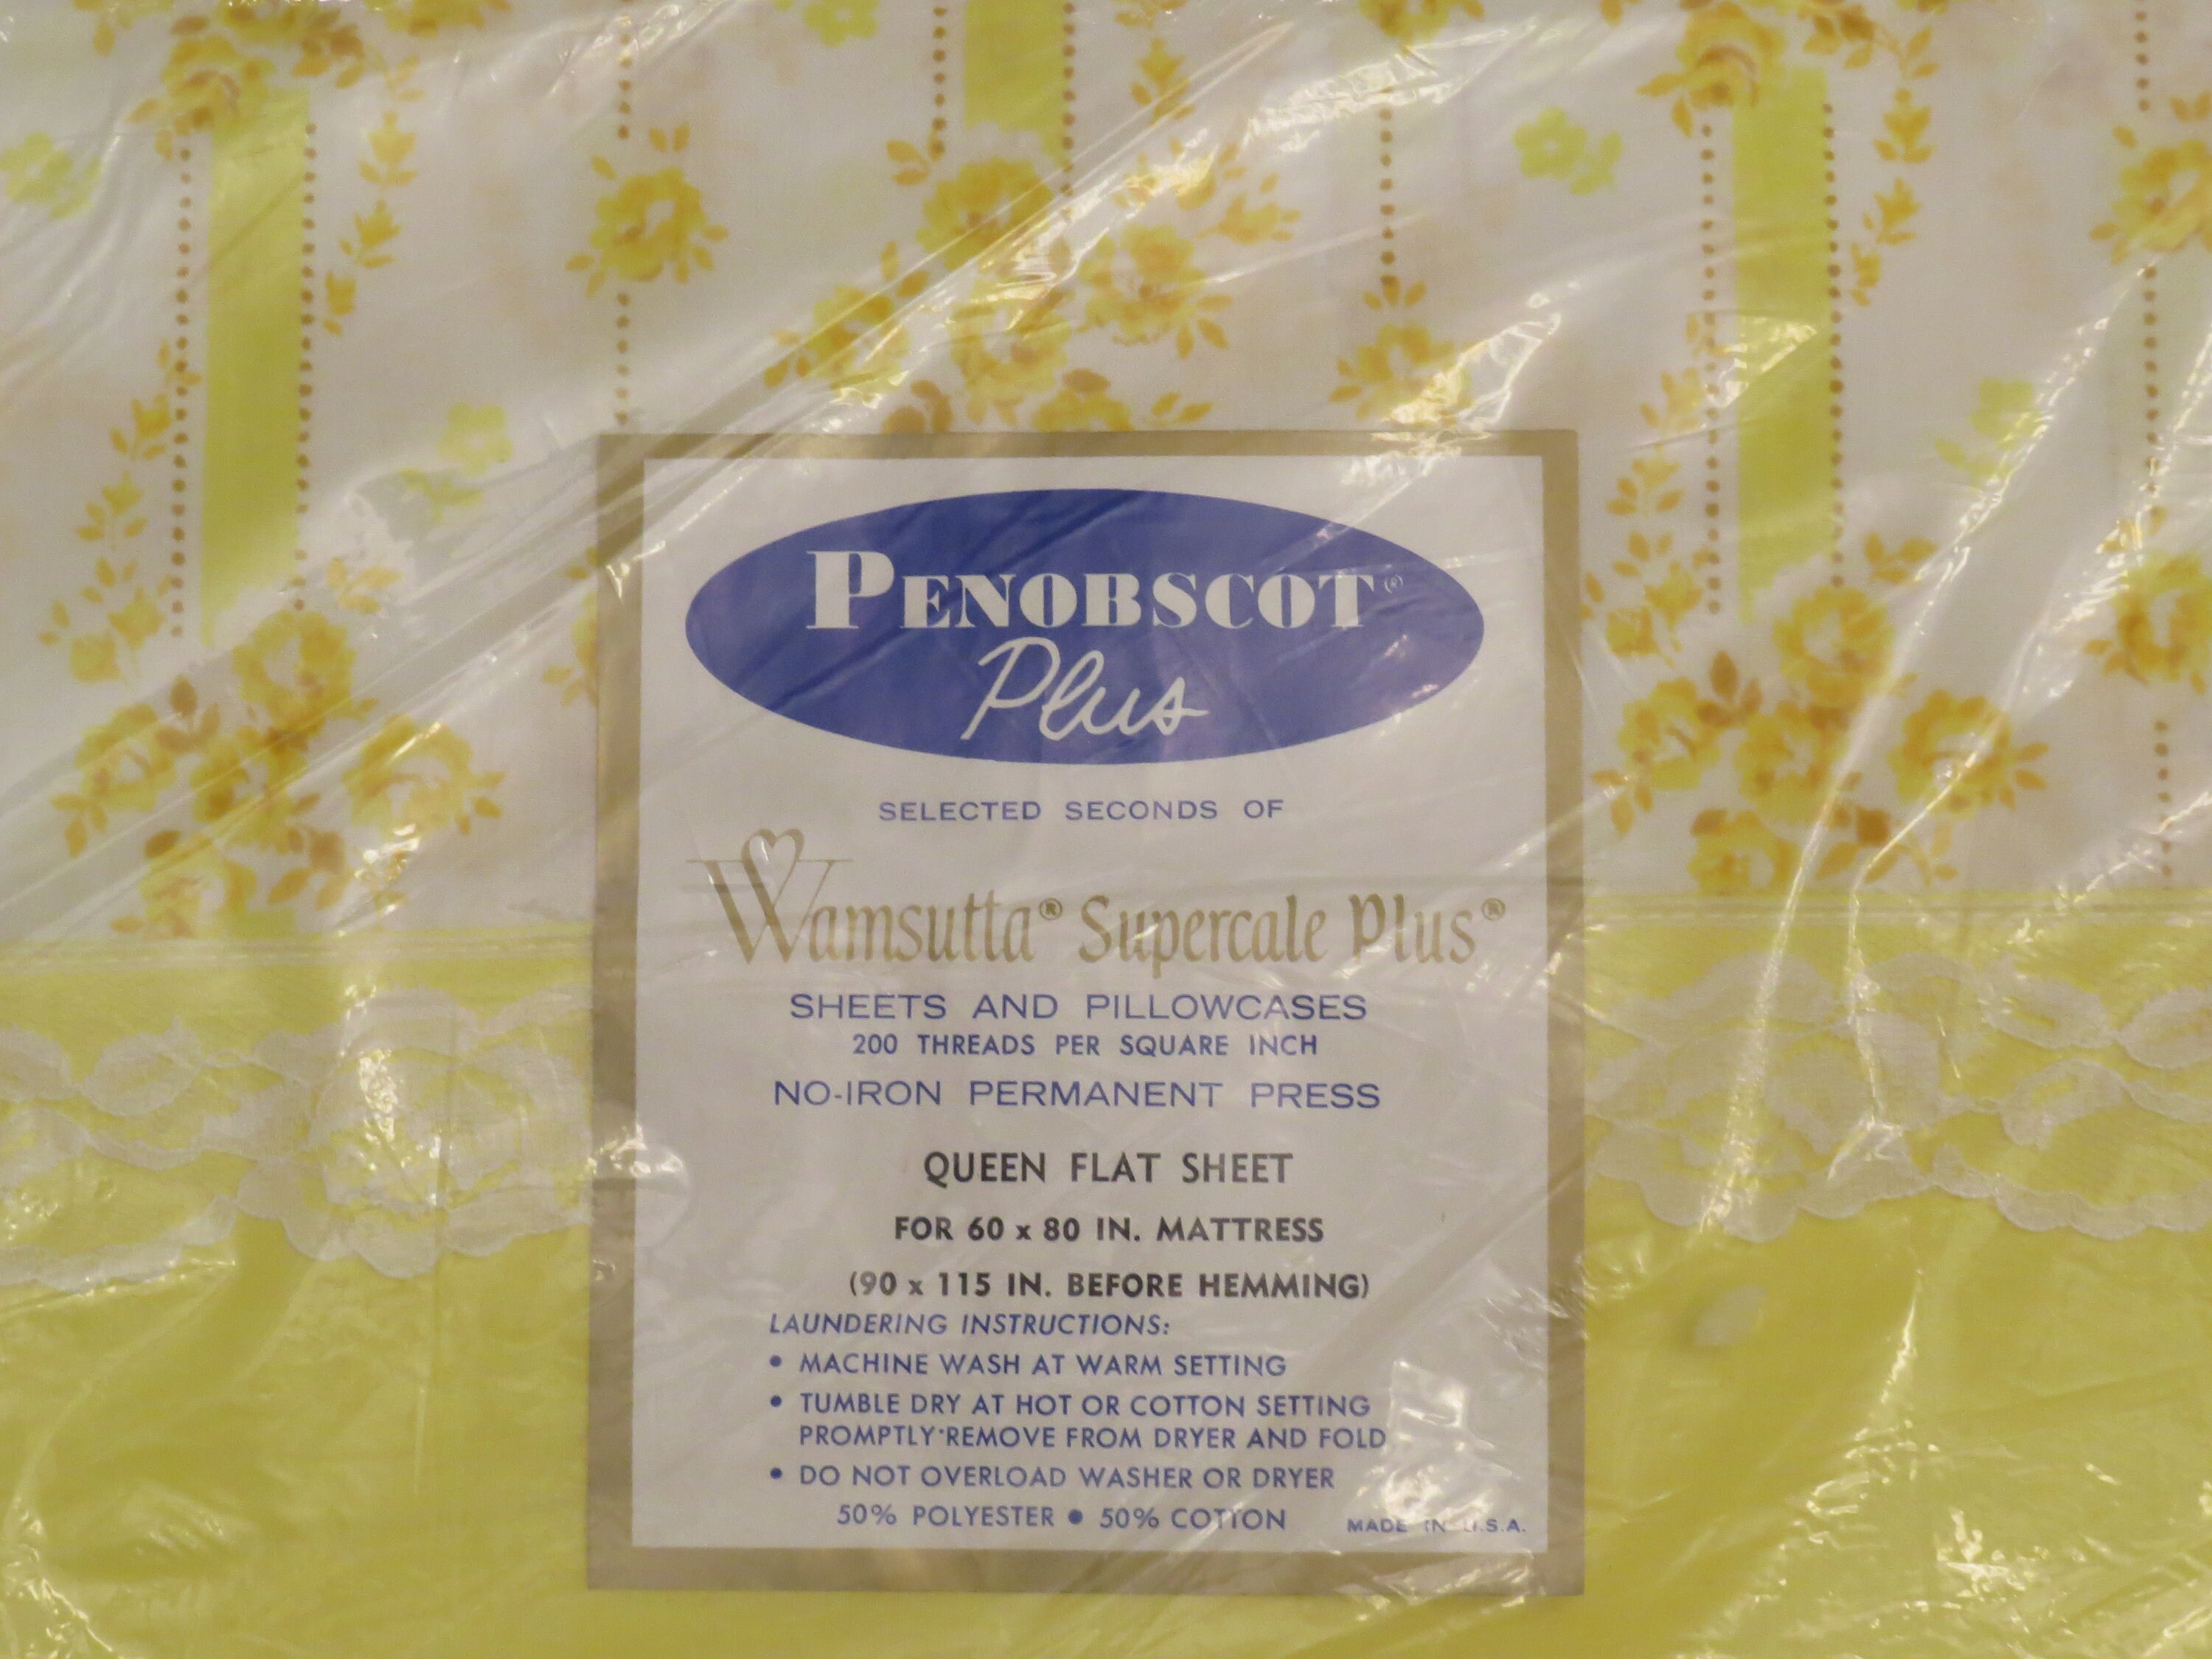 PENOBSCOT®
Plus
SELECTED SECONDS OF
Wamsutta® Supercale Plus®
SHEETS AND PILLOWCASES
200 THREADS PER SQUARE INCH
NO-IRON PERMANENT PRESS
QUEEN FLAT SHEET
FOR 60 x 80 IN. MATTRESS
(90 x 115 IN. BEFORE HEMMING)
LAUNDERING INSTRUCTIONS:
• MACHINE WASH AT WARM SETTING
• TUMBLE DRY AT HOT OR COTTON SETTING
PROMPTLY REMOVE FROM DRYER AND FOLD
• DO NOT OVERLOAD WASHER OR DRYER
50% POLYESTER • 50% COTTON MADE IN U.S.A.